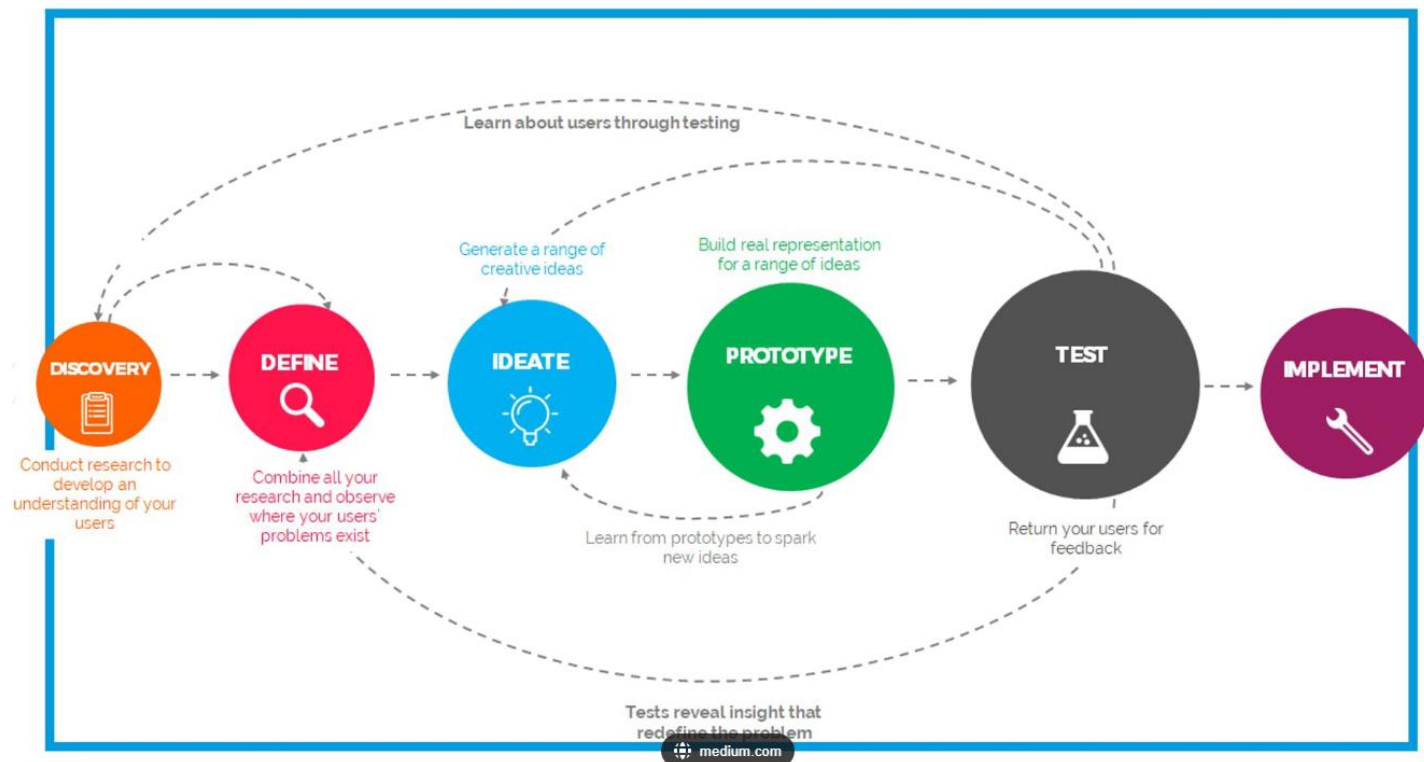 Learn about users through testing
Generate a range of
creative ideas
Build real representation
for a range of ideas
DISCOVERY
DEFINE
IDEATE
PROTOTYPE
TEST
IMPLEMENT
Conduct research to
develop an
understanding of your
users
Combine all your
research and observe
where your users'
problems exist
Learn from prototypes to spark
new ideas
Return your users for
feedback
Tests reveal insight that
redefine the problem
medium.com